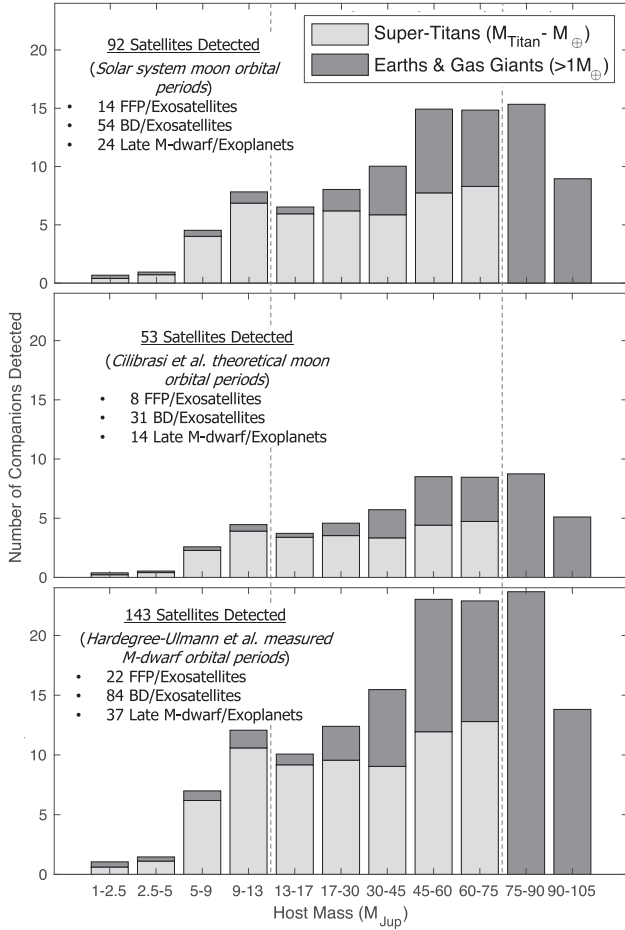 Super-Titans (M_Titan - M_⊕)
Earths & Gas Giants (>1M_⊕)
92 Satellites Detected
(Solar system moon orbital
periods)
• 14 FFP/Exosatellites
• 54 BD/Exosatellites
• 24 Late M-dwarf/Exoplanets
20
15
10
5
0
53 Satellites Detected
(Cilibrasi et al. theoretical moon
orbital periods)
• 8 FFP/Exosatellites
• 31 BD/Exosatellites
• 14 Late M-dwarf/Exoplanets
20
15
10
5
0
Number of Companions Detected
143 Satellites Detected
(Hardegree-Ulmann et al. measured
M-dwarf orbital periods)
• 22 FFP/Exosatellites
• 84 BD/Exosatellites
• 37 Late M-dwarf/Exoplanets
20
15
10
5
0
1-2.5 2.5-5 5-9 9-13 13-17 17-30 30-45 45-60 60-75 75-90 90-105
Host Mass (M_Jup)